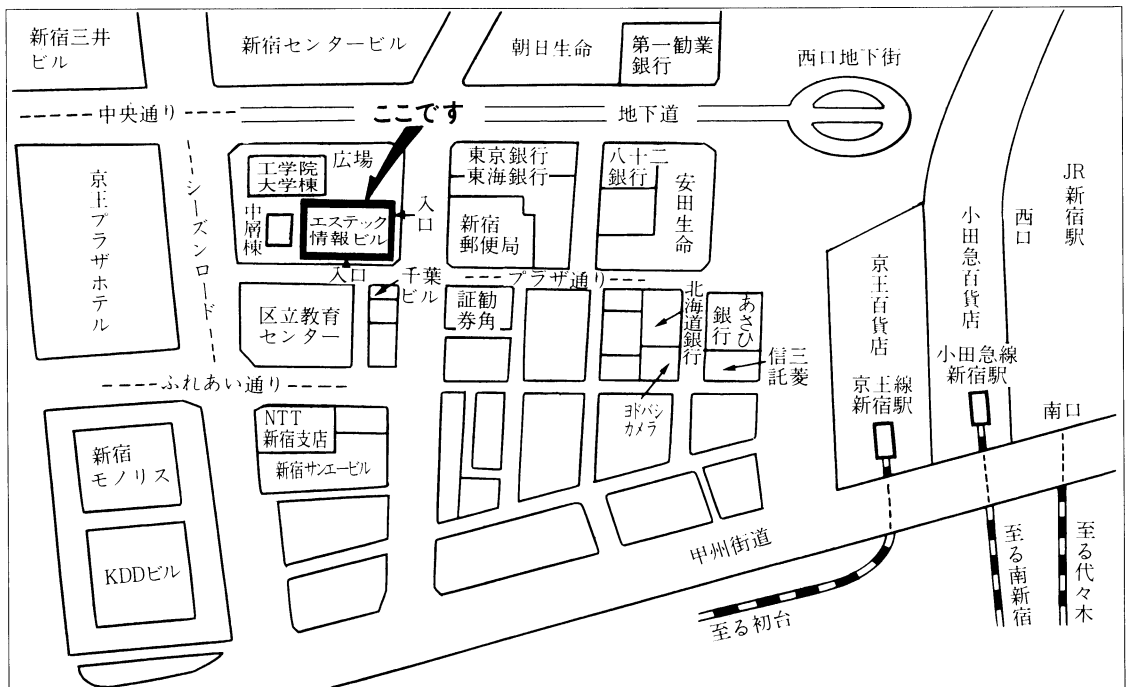 新宿三井
ビル
新宿センタービル
朝日生命
第一勧業
銀行
西口地下街
中央通り
ここです
地下道
京王プラザホテル
シーズンロード
工学院
大学棟
広場
中層棟
エステック
情報ビル
入口
入口
東京銀行
東海銀行
新宿
郵便局
八十二
銀行
安田生命
プラザ通り
千葉
ビル
区立教育
センター
証券
勧角
北海道銀行
あさひ
銀行
三菱
信託
ヨドバシ
カメラ
京王百貨店
小田急百貨店
西口
JR新宿駅
京王線
新宿駅
小田急線
新宿駅
南口
ふれあい通り
新宿
モノリス
KDDビル
NTT
新宿支店
新宿サンエービル
甲州街道
至る初台
至る南新宿
至る代々木